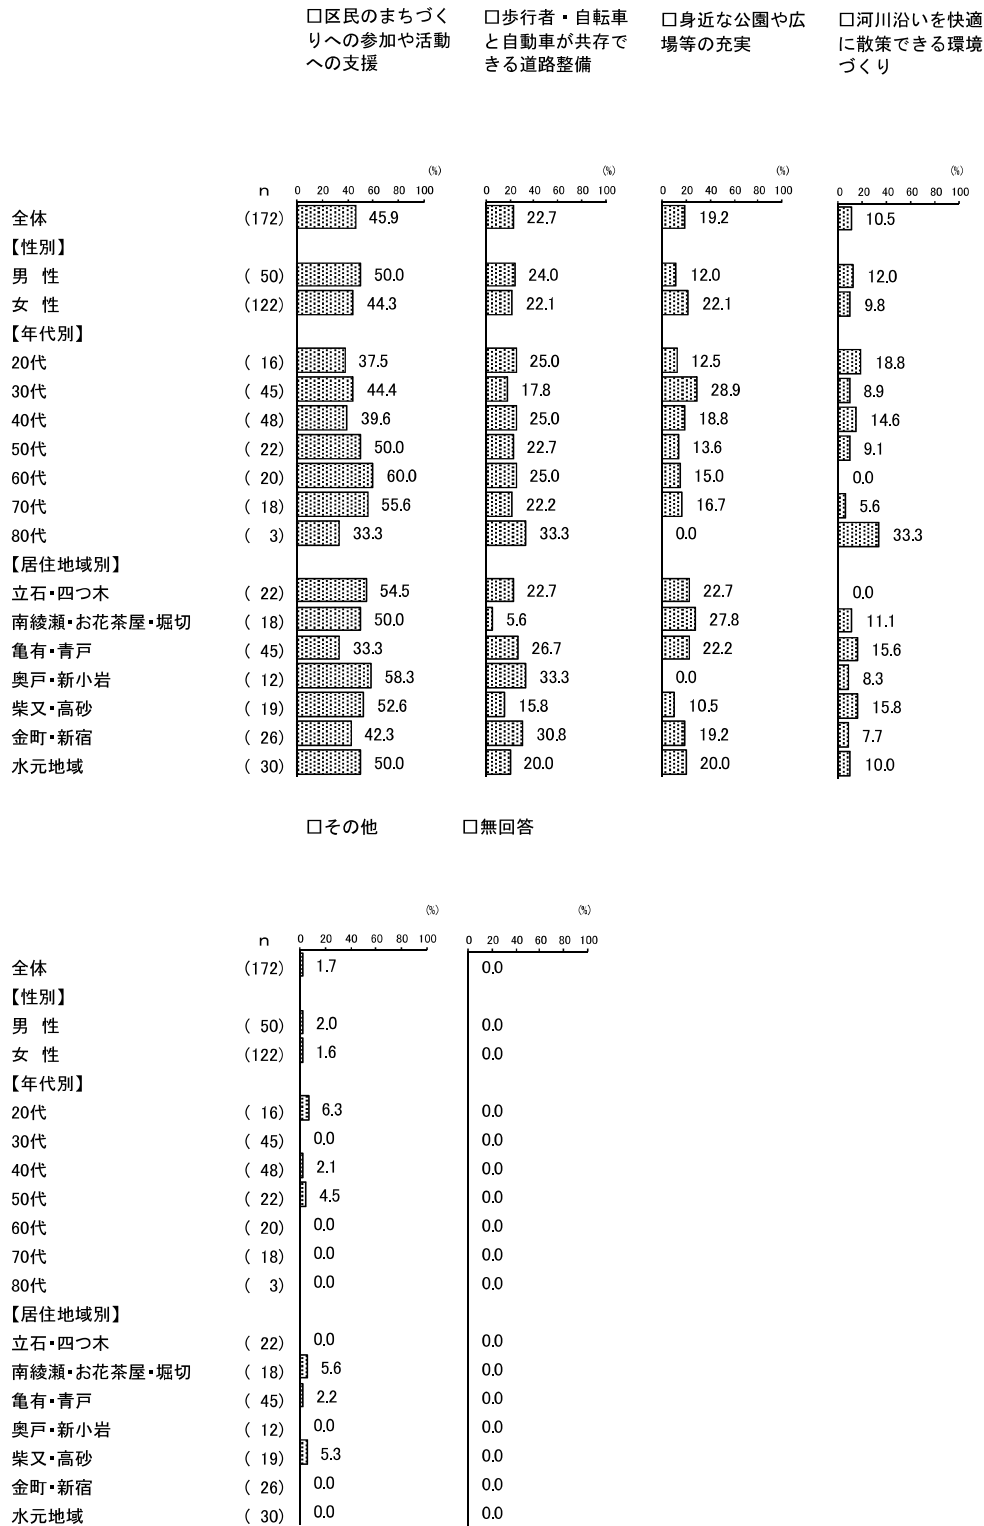 □区民のまちづく
りへの参加や活動
への支援
□歩行者・自転車
と自動車が共存で
きる道路整備
□身近な公園や広
場等の充実
□河川沿いを快適
に散策できる環境
づくり
(%) (%) (%) (%)
n 0 20 40 60 80 100 0 20 40 60 80 100 0 20 40 60 80 100 0 20 40 60 80 100
全体 (172) 45.9 22.7 19.2 10.5
【性別】
男 性 ( 50) 50.0 24.0 12.0 12.0
女 性 (122) 44.3 22.1 22.1 9.8
【年代別】
20代 ( 16) 37.5 25.0 12.5 18.8
30代 ( 45) 44.4 17.8 28.9 8.9
40代 ( 48) 39.6 25.0 18.8 14.6
50代 ( 22) 50.0 22.7 13.6 9.1
60代 ( 20) 60.0 25.0 15.0 0.0
70代 ( 18) 55.6 22.2 16.7 5.6
80代 ( 3) 33.3 33.3 0.0 33.3
【居住地域別】
立石・四つ木 ( 22) 54.5 22.7 22.7 0.0
南綾瀬・お花茶屋・堀切 ( 18) 50.0 5.6 27.8 11.1
亀有・青戸 ( 45) 33.3 26.7 22.2 15.6
奥戸・新小岩 ( 12) 58.3 33.3 0.0 8.3
柴又・高砂 ( 19) 52.6 15.8 10.5 15.8
金町・新宿 ( 26) 42.3 30.8 19.2 7.7
水元地域 ( 30) 50.0 20.0 20.0 10.0
□その他 □無回答
(%) (%)
n 0 20 40 60 80 100 0 20 40 60 80 100
全体 (172) 1.7 0.0
【性別】
男 性 ( 50) 2.0 0.0
女 性 (122) 1.6 0.0
【年代別】
20代 ( 16) 6.3 0.0
30代 ( 45) 0.0 0.0
40代 ( 48) 2.1 0.0
50代 ( 22) 4.5 0.0
60代 ( 20) 0.0 0.0
70代 ( 18) 0.0 0.0
80代 ( 3) 0.0 0.0
【居住地域別】
立石・四つ木 ( 22) 0.0 0.0
南綾瀬・お花茶屋・堀切 ( 18) 5.6 0.0
亀有・青戸 ( 45) 2.2 0.0
奥戸・新小岩 ( 12) 0.0 0.0
柴又・高砂 ( 19) 5.3 0.0
金町・新宿 ( 26) 0.0 0.0
水元地域 ( 30) 0.0 0.0